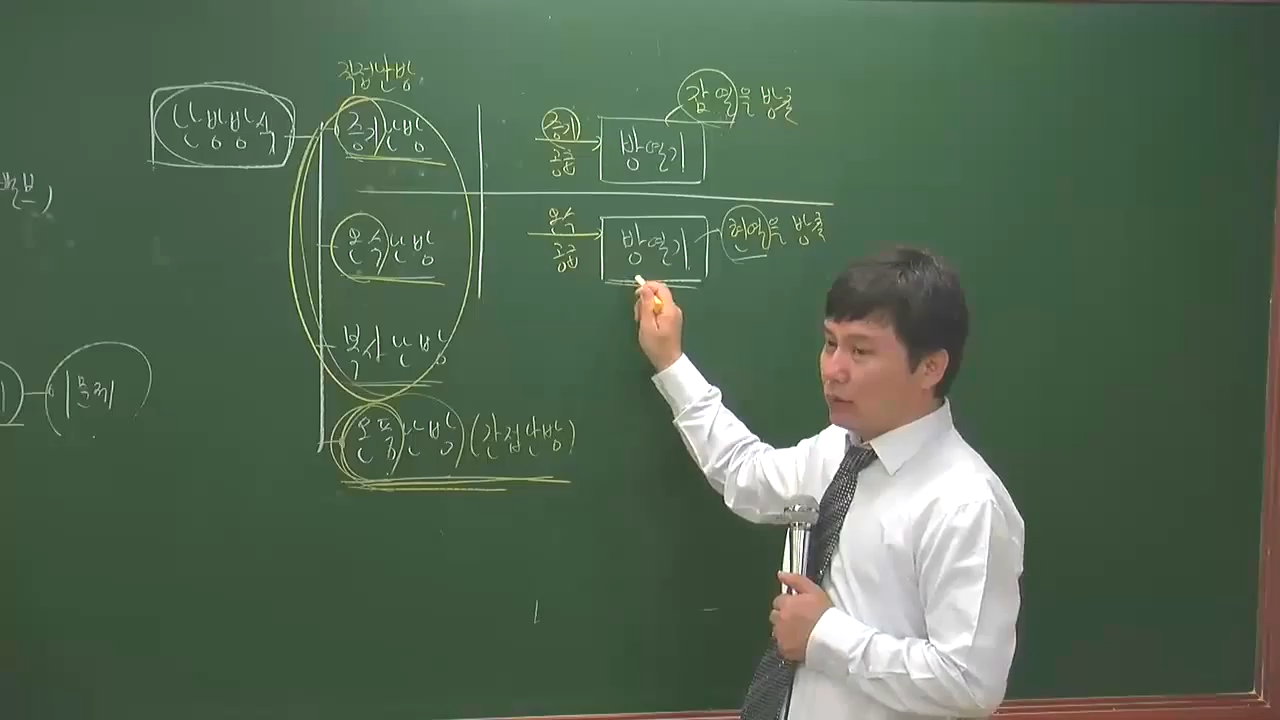 직접난방
난방방식
증기난방
증기
공급
방열기
잠열을 방출
온수난방
온수
공급
방열기
현열을 방출
복사난방
온풍난방 (간접난방)
1문제